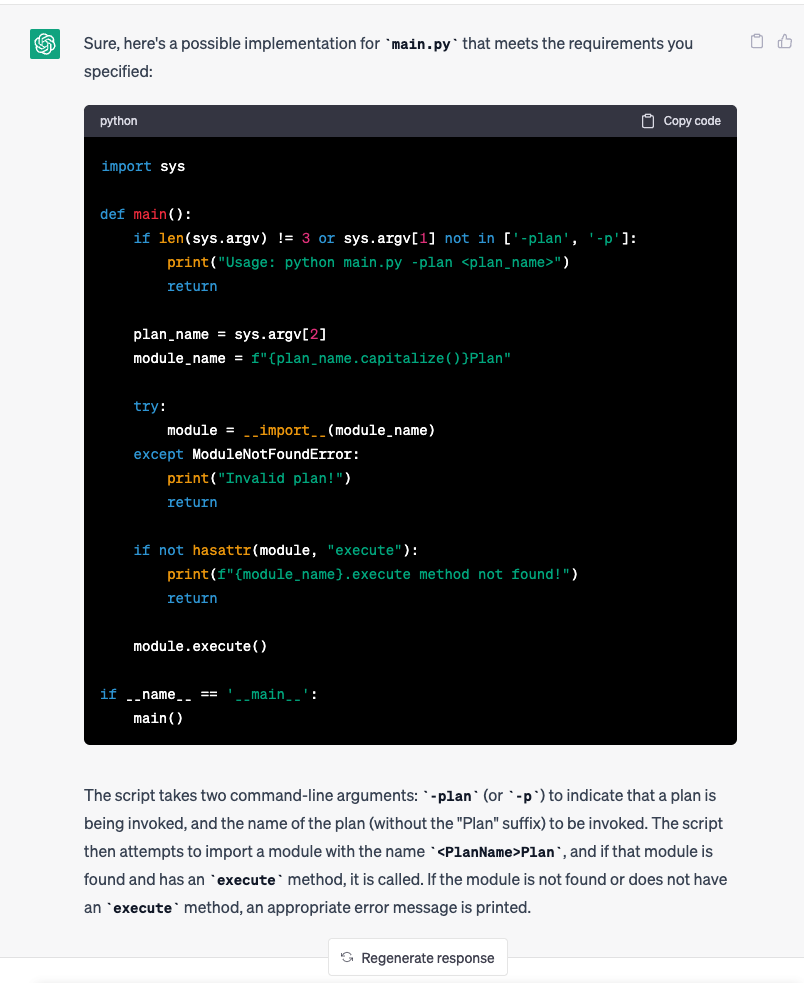 Sure, here's a possible implementation for `main.py` that meets the requirements you
specified:
python
Copy code
import sys
def main():
    if len(sys.argv) != 3 or sys.argv[1] not in ['-plan', '-p']:
        print("Usage: python main.py -plan <plan_name>")
        return
    plan_name = sys.argv[2]
    module_name = f"{plan_name.capitalize()}Plan"
    try:
        module = __import__(module_name)
    except ModuleNotFoundError:
        print("Invalid plan!")
        return
    if not hasattr(module, "execute"):
        print(f"{module_name}.execute method not found!")
        return
    module.execute()
if __name__ == '__main__':
    main()
The script takes two command-line arguments: `-plan` (or `-p`) to indicate that a plan is
being invoked, and the name of the plan (without the "Plan" suffix) to be invoked. The script
then attempts to import a module with the name `<PlanName>Plan`, and if that module is
found and has an `execute` method, it is called. If the module is not found or does not have
an `execute` method, an appropriate error message is printed.
Regenerate response